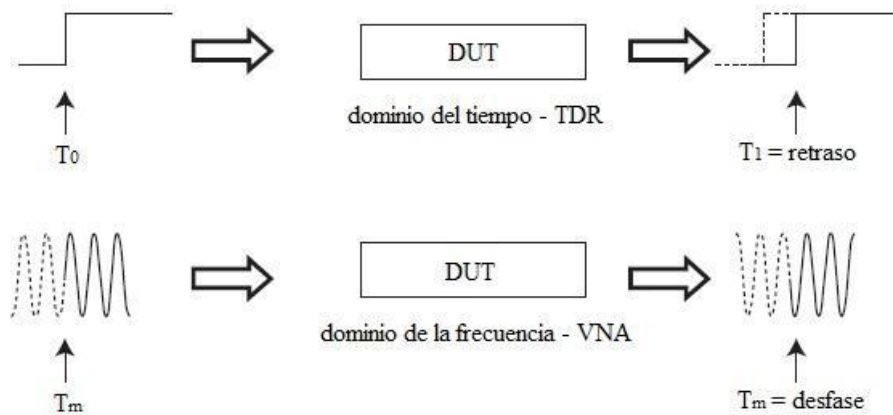 DUT
dominio del tiempo - TDR
T0
T1 = retraso
DUT
dominio de la frecuencia - VNA
Tm
Tm = desfase